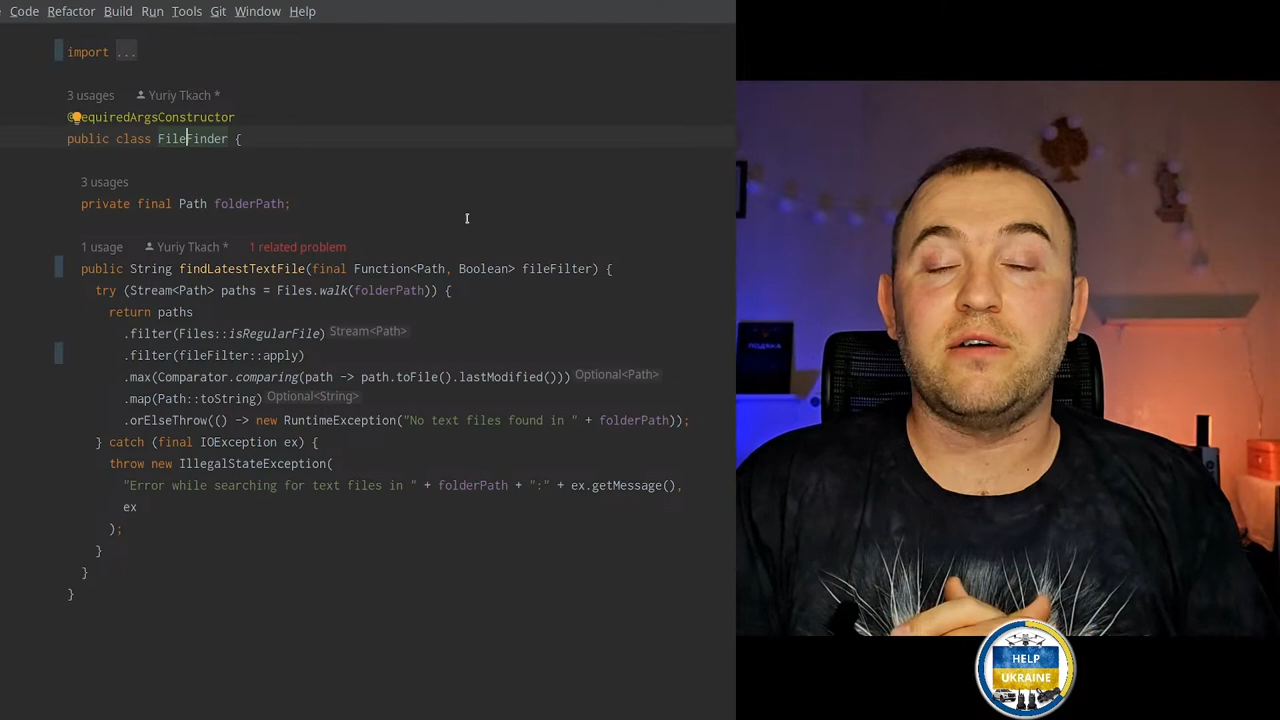 Code Refactor Build Run Tools Git Window Help
import ...
3 usages Yuriy Tkach *
@equiredArgsConstructor
public class FileFinder {
3 usages
private final Path folderPath;
1 usage Yuriy Tkach * 1 related problem
public String findLatestTextFile(final Function<Path, Boolean> fileFilter) {
try (Stream<Path> paths = Files.walk(folderPath)) {
return paths
.filter(Files::isRegularFile) Stream<Path>
.filter(fileFilter::apply)
.max(Comparator.comparing(path -> path.toFile().lastModified())) Optional<Path>
.map(Path::toString) Optional<String>
.orElseThrow(() -> new RuntimeException("No text files found in " + folderPath));
} catch (final IOException ex) {
throw new IllegalStateException(
"Error while searching for text files in " + folderPath + ":" + ex.getMessage(),
ex
);
}
}
}
HELP
UKRAINE